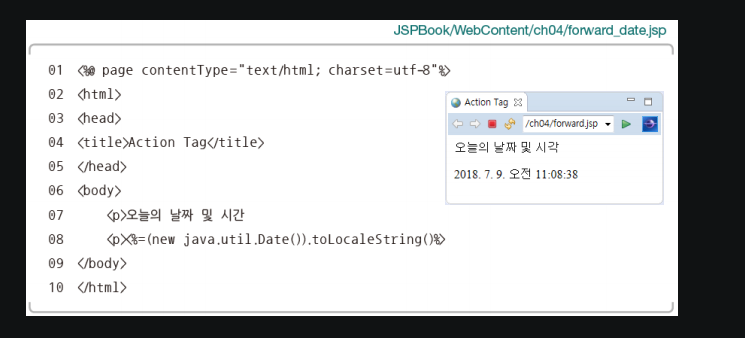 JSPBook/WebContent/ch04/forward_date.jsp
01 <%@ page contentType="text/html; charset=utf-8"%>
02 <html>
03 <head>
04 <title>Action Tag</title>
05 </head>
06 <body>
07 <p>오늘의 날짜 및 시간
08 <p><%=(new java.util.Date()).toLocaleString()%>
09 </body>
10 </html>
Action Tag
/ch04/forward.jsp
오늘의 날짜 및 시각
2018. 7. 9. 오전 11:08:38